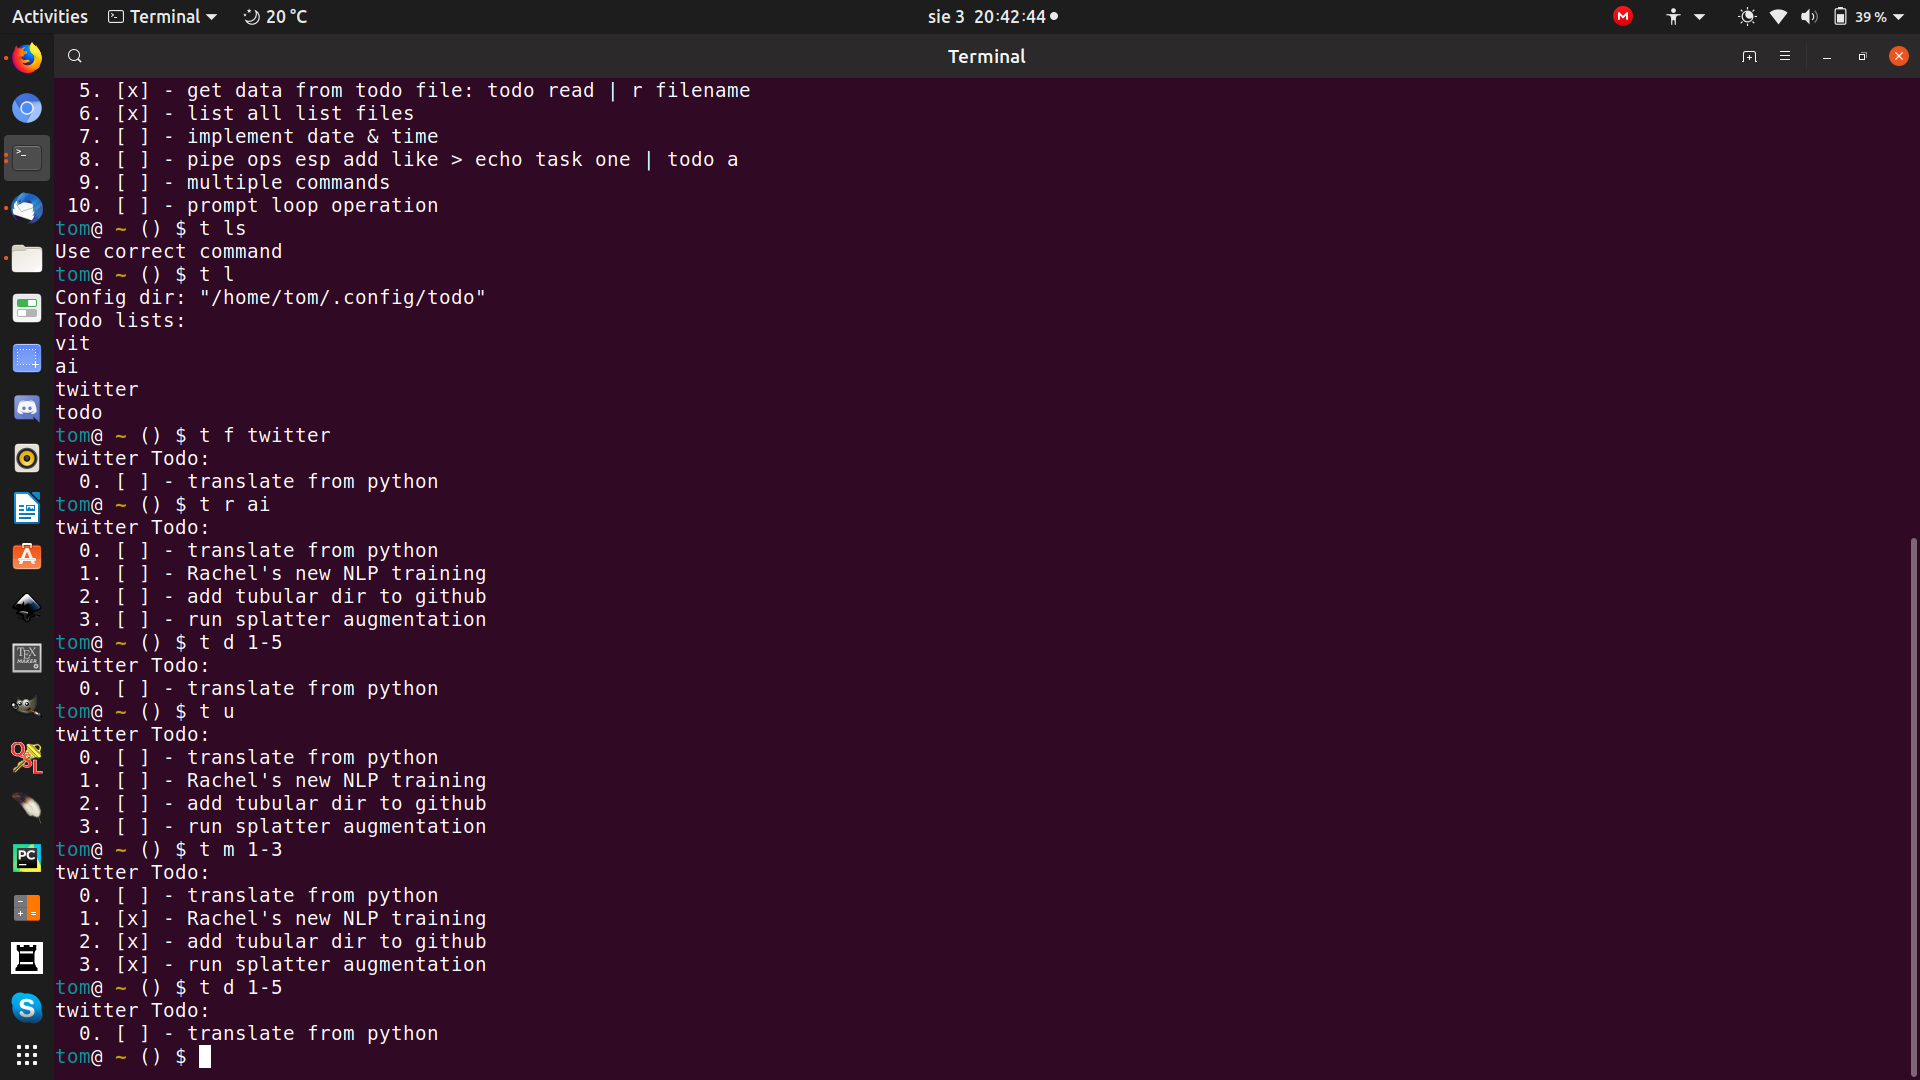 Activities Terminal 20 °C sie 3 20:42:44 39 %
Terminal
5. [x] - get data from todo file: todo read | r filename
6. [x] - list all list files
7. [ ] - implement date & time
8. [ ] - pipe ops esp add like > echo task one | todo a
9. [ ] - multiple commands
10. [ ] - prompt loop operation
tom@ ~ () $ t ls
Use correct command
tom@ ~ () $ t l
Config dir: "/home/tom/.config/todo"
Todo lists:
vit
ai
twitter
todo
tom@ ~ () $ t f twitter
twitter Todo:
0. [ ] - translate from python
tom@ ~ () $ t r ai
twitter Todo:
0. [ ] - translate from python
1. [ ] - Rachel's new NLP training
2. [ ] - add tubular dir to github
3. [ ] - run splatter augmentation
tom@ ~ () $ t d 1-5
twitter Todo:
0. [ ] - translate from python
tom@ ~ () $ t u
twitter Todo:
0. [ ] - translate from python
1. [ ] - Rachel's new NLP training
2. [ ] - add tubular dir to github
3. [ ] - run splatter augmentation
tom@ ~ () $ t m 1-3
twitter Todo:
0. [ ] - translate from python
1. [x] - Rachel's new NLP training
2. [x] - add tubular dir to github
3. [x] - run splatter augmentation
tom@ ~ () $ t d 1-5
twitter Todo:
0. [ ] - translate from python
tom@ ~ () $